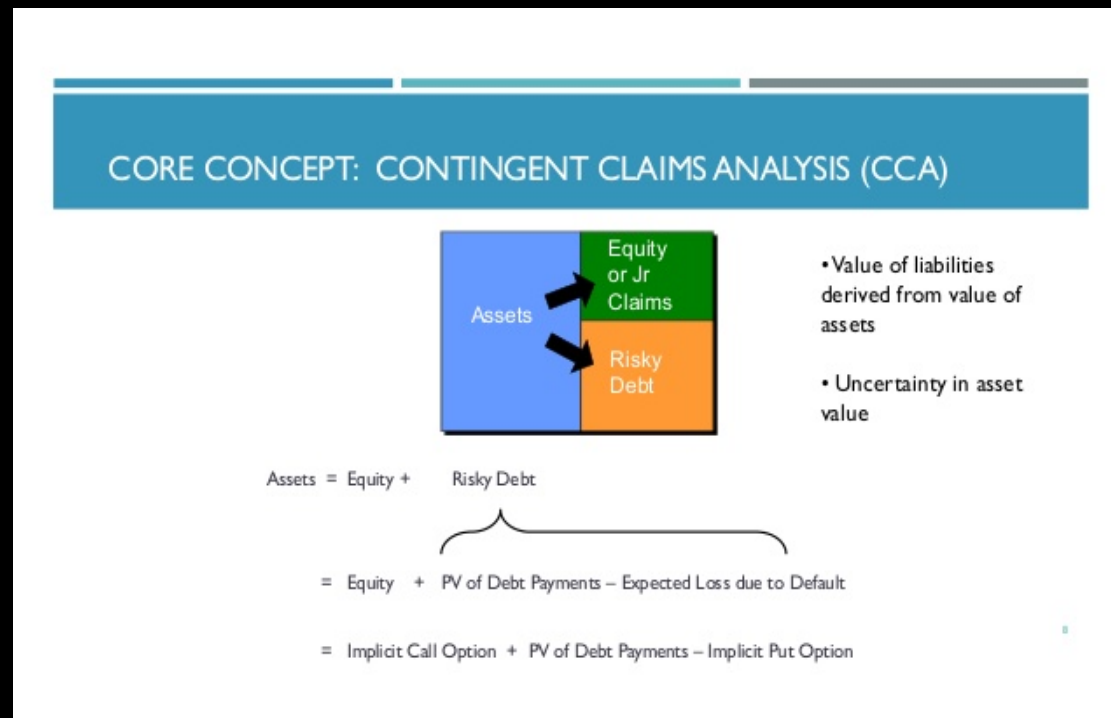 CORE CONCEPT: CONTINGENT CLAIMS ANALYSIS (CCA)
Assets
Equity
or Jr
Claims
Risky
Debt
•Value of liabilities
derived from value of
assets
• Uncertainty in asset
value
Assets = Equity + Risky Debt
= Equity + PV of Debt Payments – Expected Loss due to Default
= Implicit Call Option + PV of Debt Payments – Implicit Put Option
8